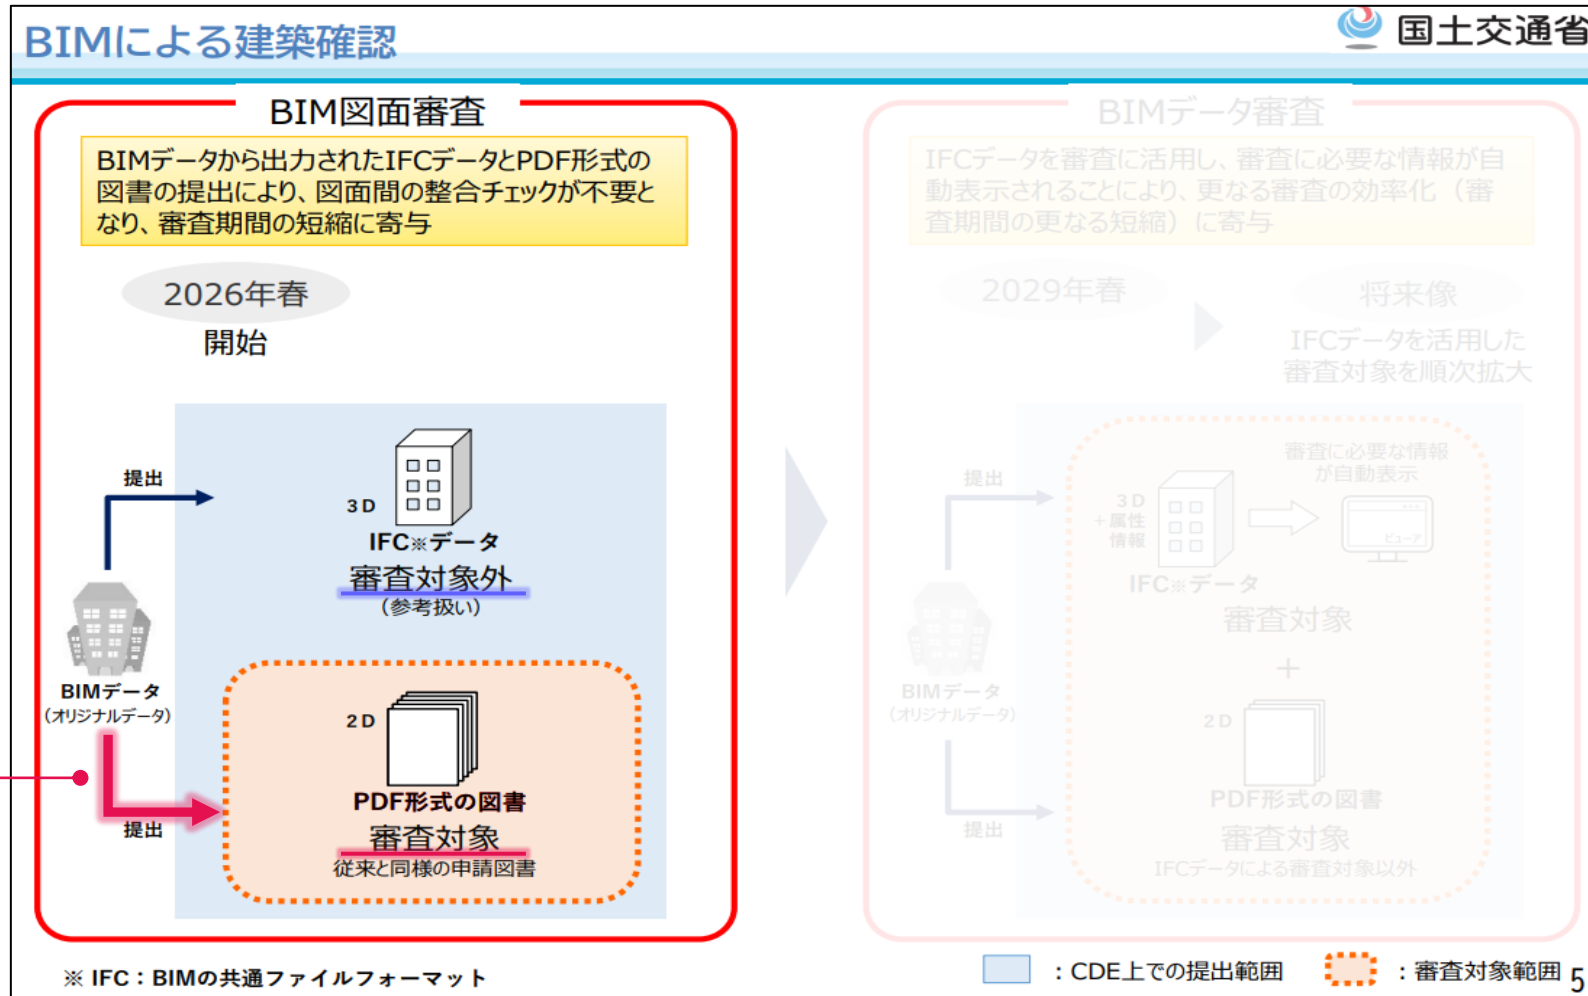 BIMによる建築確認
国土交通省
BIM図面審査
BIMデータから出力されたIFCデータとPDF形式の
図書の提出により、図面間の整合チェックが不要と
なり、審査期間の短縮に寄与
2026年春
開始
提出
3D
IFC※データ
審査対象外
(参考扱い)
BIMデータ
(オリジナルデータ)
提出
2D
PDF形式の図書
審査対象
従来と同様の申請図書
BIMデータ審査
IFCデータを審査に活用し、審査に必要な情報が自
動表示されることにより、更なる審査の効率化（審
査期間の更なる短縮）に寄与
2029年春
将来像
IFCデータを活用した
審査対象を順次拡大
提出
3D
＋属性
情報
審査に必要な情報
が自動表示
ビューア
IFC※データ
審査対象
＋
BIMデータ
(オリジナルデータ)
提出
2D
PDF形式の図書
審査対象
IFCデータによる審査対象以外
※ IFC：BIMの共通ファイルフォーマット
：CDE上での提出範囲
：審査対象範囲
5